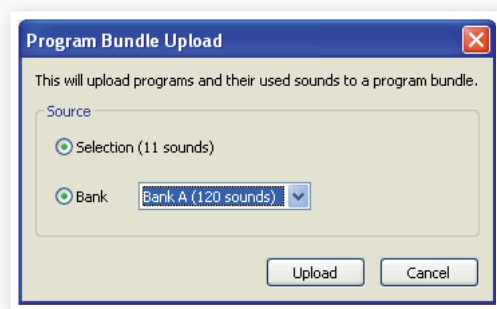 Program Bundle Upload
This will upload programs and their used sounds to a program bundle.
Source
Selection (11 sounds)
Bank Bank A (120 sounds)
Upload Cancel